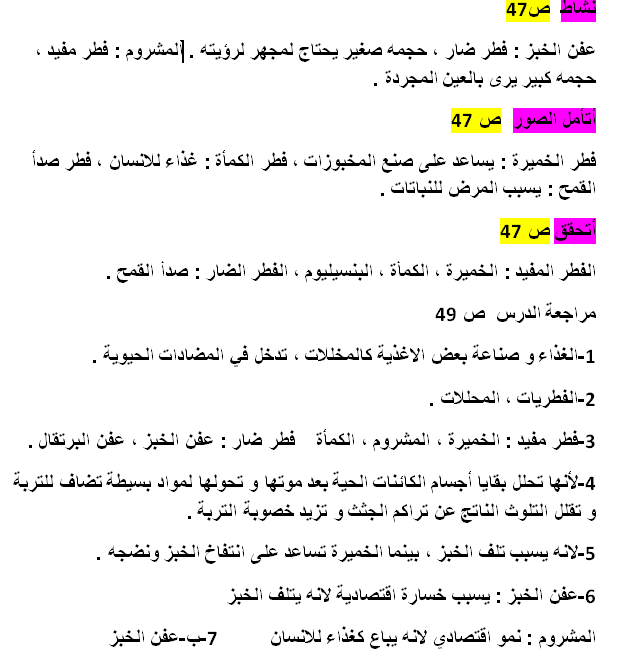 نشاط ص47
عفن الخبز : فطر ضار ، حجمه صغير يحتاج لمجهر لرؤيته . المشروم : فطر مفيد ،
حجمه كبير يرى بالعين المجردة .
أتأمل الصور ص 47
فطر الخميرة : يساعد على صنع المخبوزات ، فطر الكمأة : غذاء للانسان ، فطر صدأ
القمح : يسبب المرض للنباتات .
أتحقق ص 47
الفطر المفيد : الخميرة ، الكمأة ، البنسيليوم ، الفطر الضار : صدأ القمح .
مراجعة الدرس ص 49
1-الغذاء و صناعة بعض الاغذية كالمخللات ، تدخل في المضادات الحيوية .
2-الفطريات ، المحللات .
3-فطر مفيد : الخميرة ، المشروم ، الكمأة فطر ضار : عفن الخبز ، عفن البرتقال .
4-لأنها تحلل بقايا أجسام الكائنات الحية بعد موتها و تحولها لمواد بسيطة تضاف للتربة
و تقلل التلوث الناتج عن تراكم الجثث و تزيد خصوبة التربة .
5-لانه يسبب تلف الخبز ، بينما الخميرة تساعد على انتفاخ الخبز ونضجه .
6-عفن الخبز : يسبب خسارة اقتصادية لانه يتلف الخبز
المشروم : نمو اقتصادي لانه يباع كغذاء للانسان 7-ب-عفن الخبز